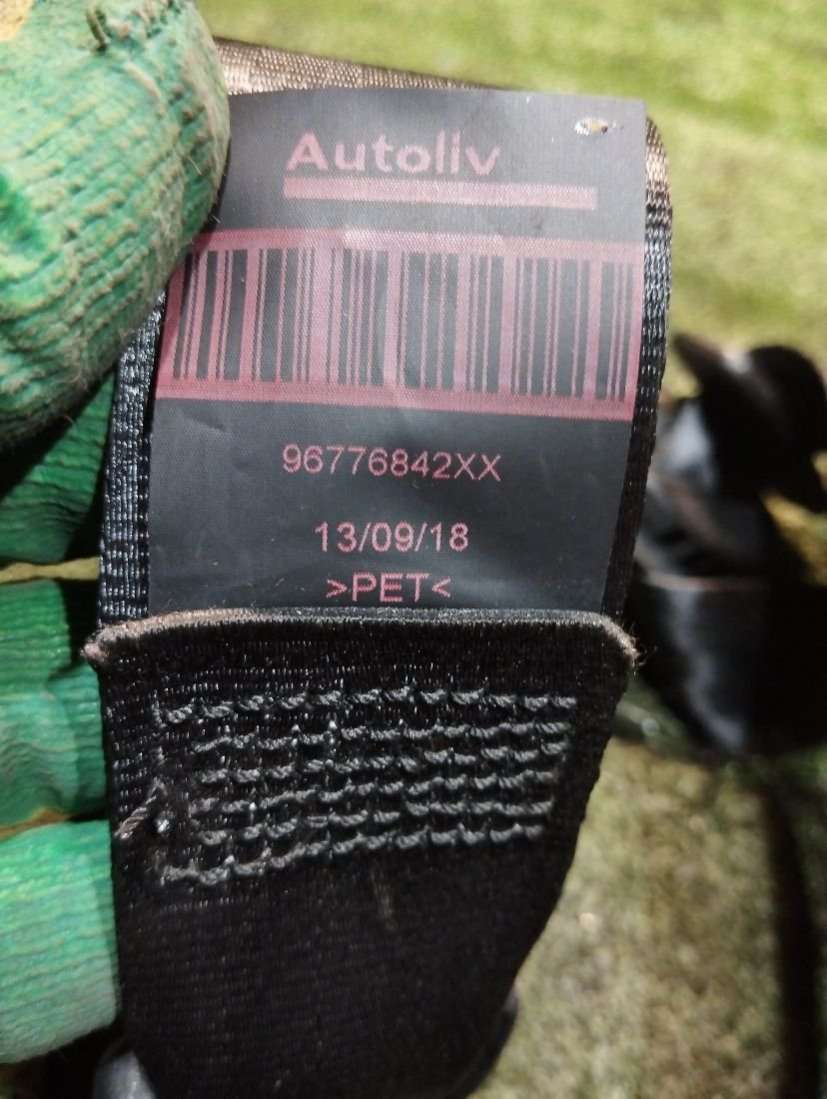 Autoliv
96776842XX
13/09/18
>PET<